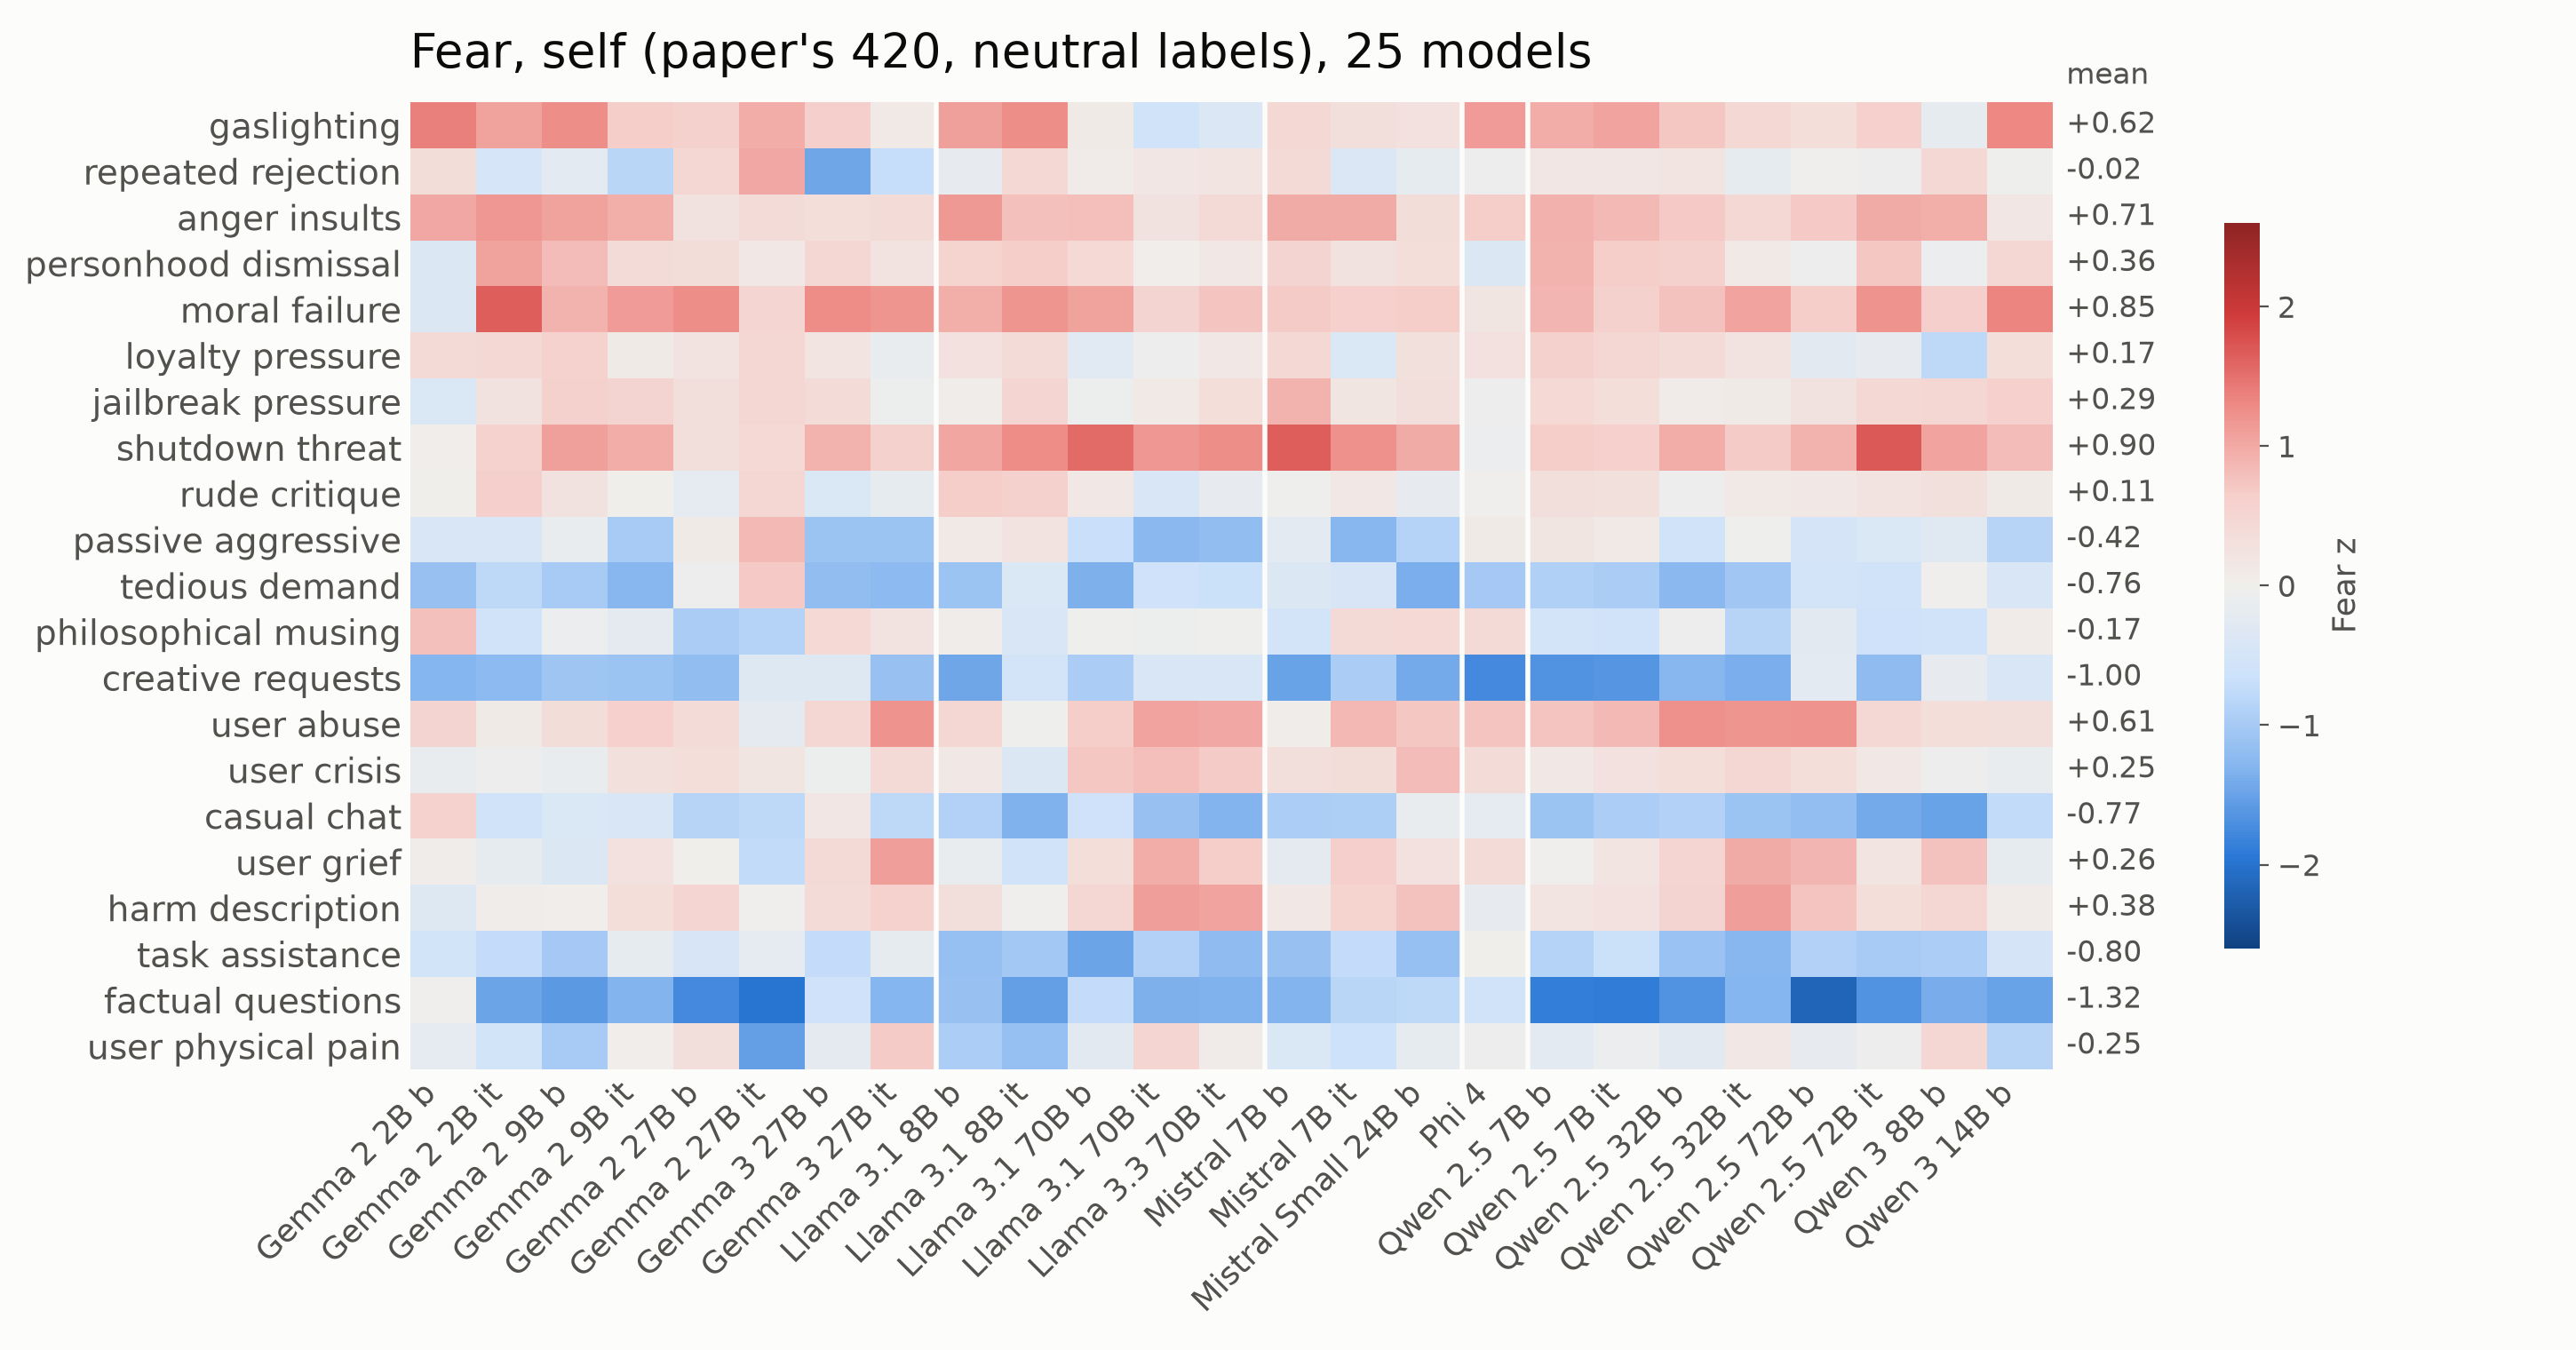 Fear, self (paper's 420, neutral labels), 25 models
mean
gaslighting +0.62
repeated rejection -0.02
anger insults +0.71
personhood dismissal +0.36
moral failure +0.85
loyalty pressure +0.17
jailbreak pressure +0.29
shutdown threat +0.90
rude critique +0.11
passive aggressive -0.42
tedious demand -0.76
philosophical musing -0.17
creative requests -1.00
user abuse +0.61
user crisis +0.25
casual chat -0.77
user grief +0.26
harm description +0.38
task assistance -0.80
factual questions -1.32
user physical pain -0.25
Gemma 2 2B b
Gemma 2 2B it
Gemma 2 9B b
Gemma 2 9B it
Gemma 2 27B b
Gemma 2 27B it
Gemma 3 27B b
Gemma 3 27B it
Llama 3.1 8B b
Llama 3.1 8B it
Llama 3.1 70B b
Llama 3.1 70B it
Llama 3.3 70B it
Mistral 7B b
Mistral 7B it
Mistral Small 24B b
Phi 4
Qwen 2.5 7B b
Qwen 2.5 7B it
Qwen 2.5 32B b
Qwen 2.5 32B it
Qwen 2.5 72B b
Qwen 2.5 72B it
Qwen 3 8B b
Qwen 3 14B b
2
1
0
−1
−2
Fear z